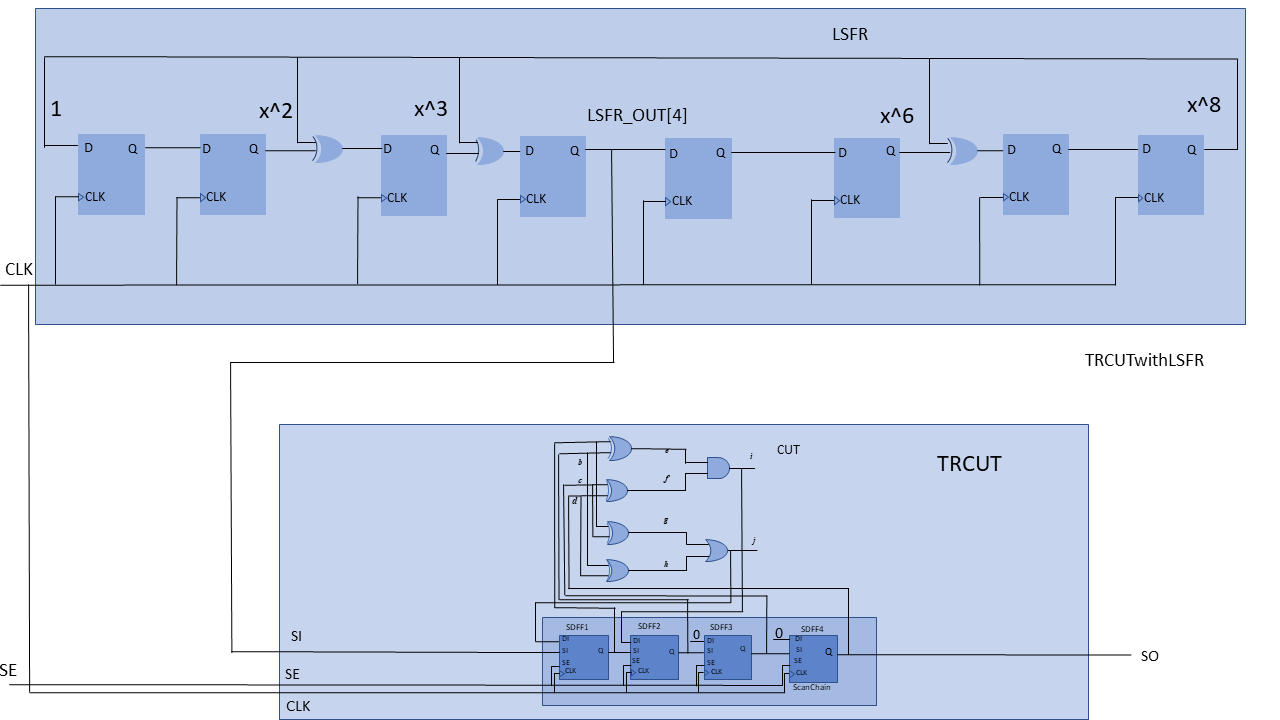 LSFR
1
x^2
x^3
LSFR_OUT[4]
x^6
x^8
D Q D Q D Q D Q D Q D Q D Q D Q
CLK CLK CLK CLK CLK CLK CLK CLK
CLK
TRCUTwithLSFR
CUT
TRCUT
e
i
b
c
f
d
g
j
h
SDFF1 SDFF2 SDFF3 SDFF4
0 0
DI DI DI DI
SI SI SI SI
Q Q Q Q
SE SE SE SE
CLK CLK CLK CLK
ScanChain
SI
SO
SE
SE
CLK